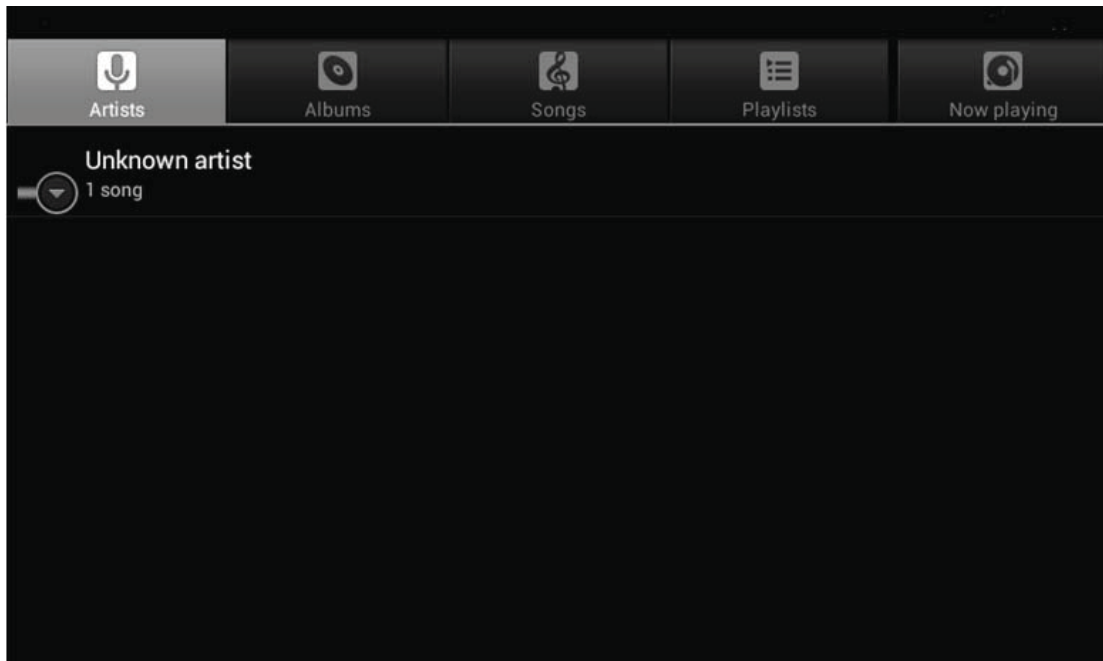 Artists
Albums
Songs
Playlists
Now playing
Unknown artist
1 song